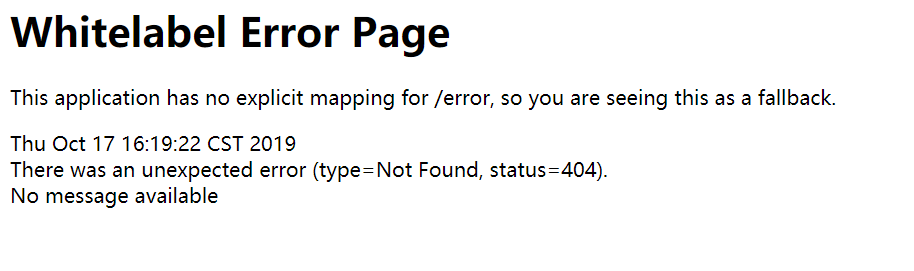 Whitelabel Error Page
This application has no explicit mapping for /error, so you are seeing this as a fallback.
Thu Oct 17 16:19:22 CST 2019
There was an unexpected error (type=Not Found, status=404).
No message available